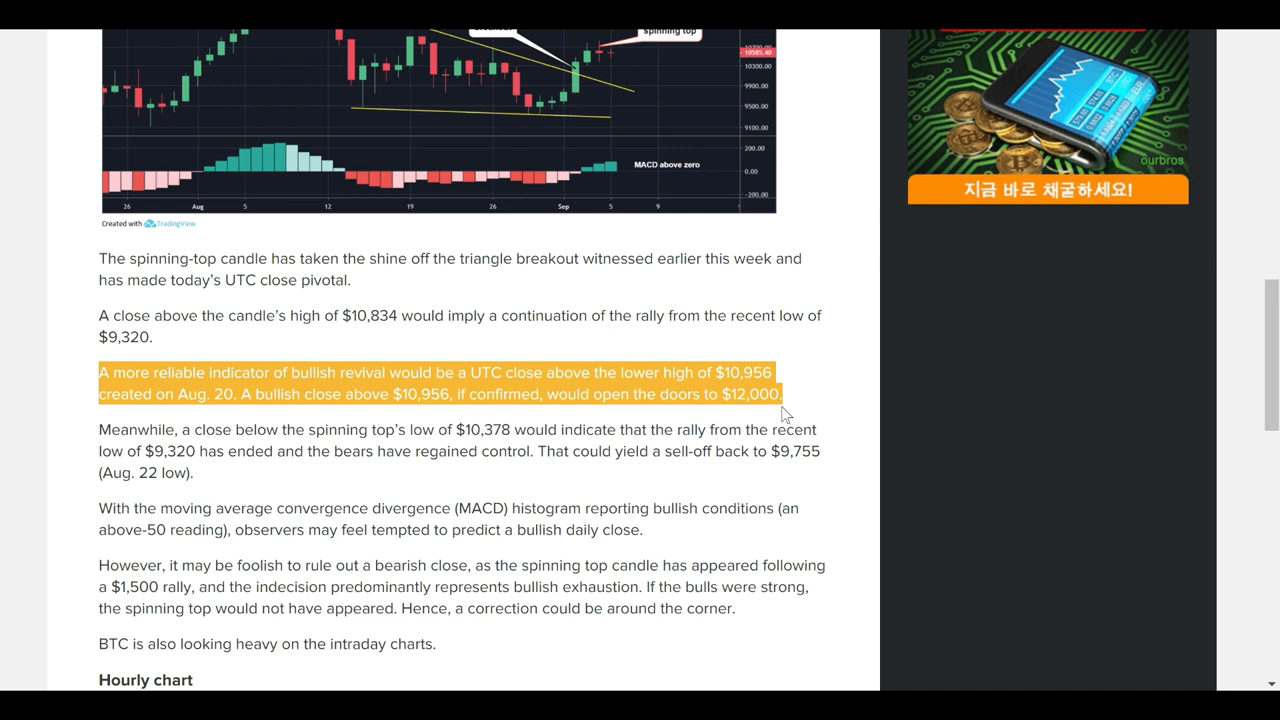 spinning top
10585.40
10300.00
9900.00
9500.00
9100.00
200.00
MACD above zero
0.00
-200.00
26
Aug
5
12
19
26
Sep
5
9
Created with TradingView
The spinning-top candle has taken the shine off the triangle breakout witnessed earlier this week and
has made today's UTC close pivotal.
A close above the candle's high of $10,834 would imply a continuation of the rally from the recent low of
$9,320.
A more reliable indicator of bullish revival would be a UTC close above the lower high of $10,956
created on Aug. 20. A bullish close above $10,956, if confirmed, would open the doors to $12,000.
Meanwhile, a close below the spinning top's low of $10,378 would indicate that the rally from the recent
low of $9,320 has ended and the bears have regained control. That could yield a sell-off back to $9,755
(Aug. 22 low).
With the moving average convergence divergence (MACD) histogram reporting bullish conditions (an
above-50 reading), observers may feel tempted to predict a bullish daily close.
However, it may be foolish to rule out a bearish close, as the spinning top candle has appeared following
a $1,500 rally, and the indecision predominantly represents bullish exhaustion. If the bulls were strong,
the spinning top would not have appeared. Hence, a correction could be around the corner.
BTC is also looking heavy on the intraday charts.
Hourly chart
BTC
ourbros
지금 바로 채굴하세요!